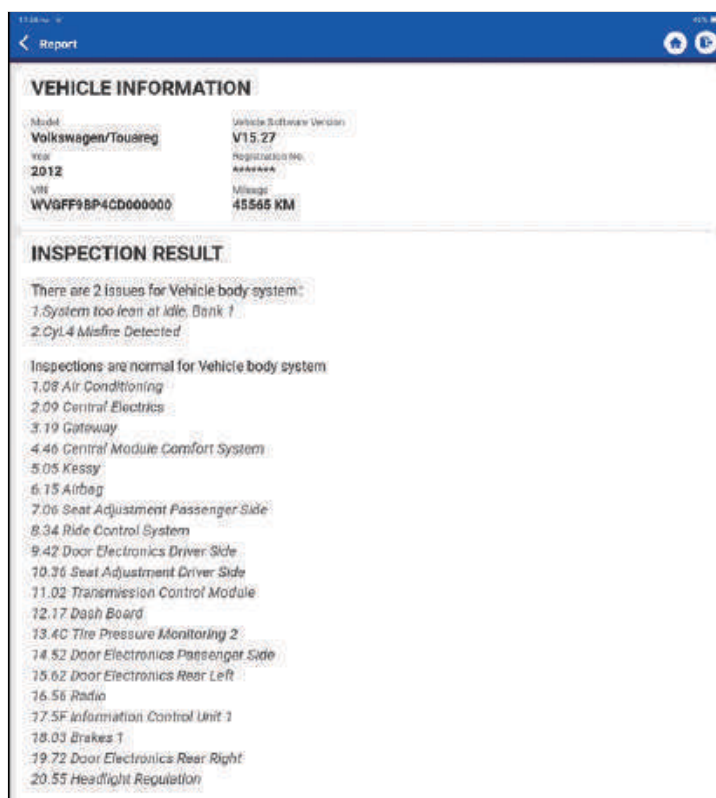 Report
VEHICLE INFORMATION
Model
Vehicle Software Version
Volkswagen/Touareg
V15.27
Year
Registration No.
2012
*******
VIN
Mileage
WVGFF9BP4CD000000
45565 KM
INSPECTION RESULT
There are 2 issues for Vehicle body system:
1.System too lean at idle, Bank 1
2.Cyl.4 Misfire Detected
Inspections are normal for Vehicle body system
1.08 Air Conditioning
2.09 Central Electrics
3.19 Gateway
4.46 Central Module Comfort System
5.05 Kessy
6.15 Airbag
7.06 Seat Adjustment Passenger Side
8.34 Ride Control System
9.42 Door Electronics Driver Side
10.36 Seat Adjustment Driver Side
11.02 Transmission Control Module
12.17 Dash Board
13.4C Tire Pressure Monitoring 2
14.52 Door Electronics Passenger Side
15.62 Door Electronics Rear Left
16.56 Radio
17.5F Information Control Unit 1
18.03 Brakes 1
19.72 Door Electronics Rear Right
20.55 Headlight Regulation